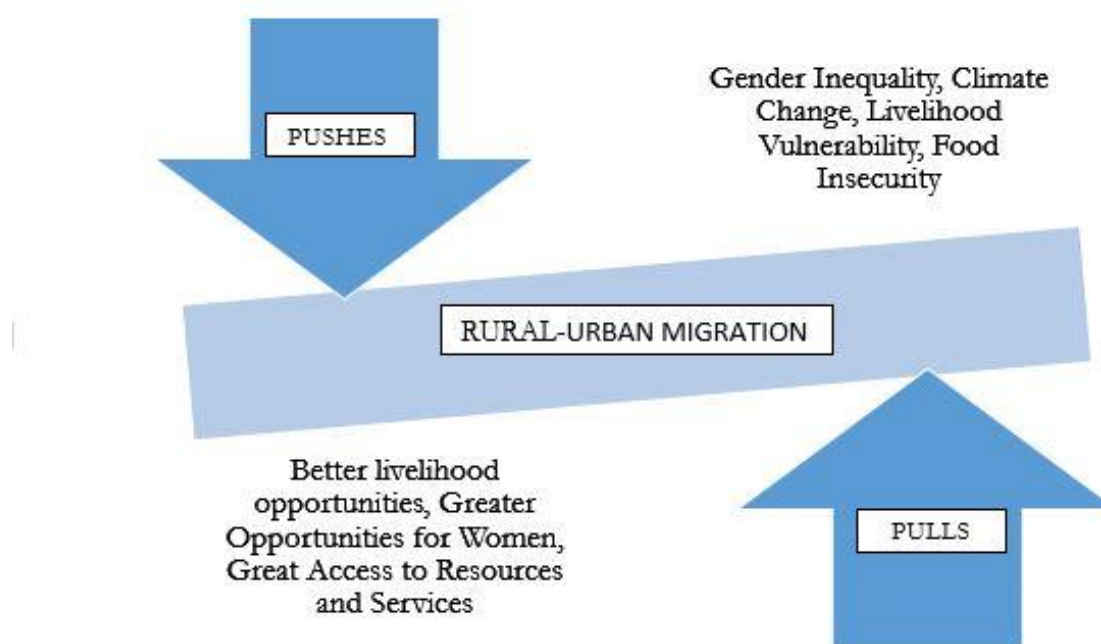 PUSHES
Gender Inequality, Climate
Change, Livelihood
Vulnerability, Food
Insecurity
RURAL-URBAN MIGRATION
Better livelihood
opportunities, Greater
Opportunities for Women,
Great Access to Resources
and Services
PULLS